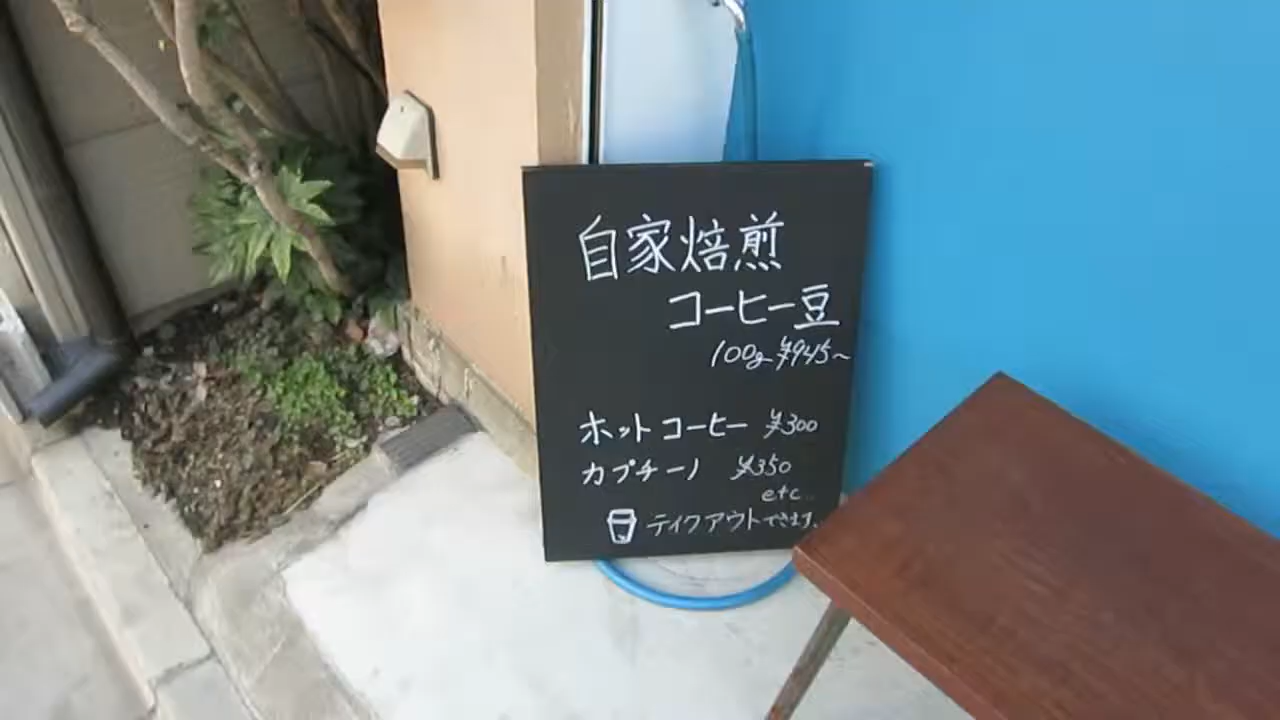 自家焙煎
コーヒー豆
100g ¥945~
ホットコーヒー ¥300
カプチーノ ¥350
etc..
テイクアウトできます。